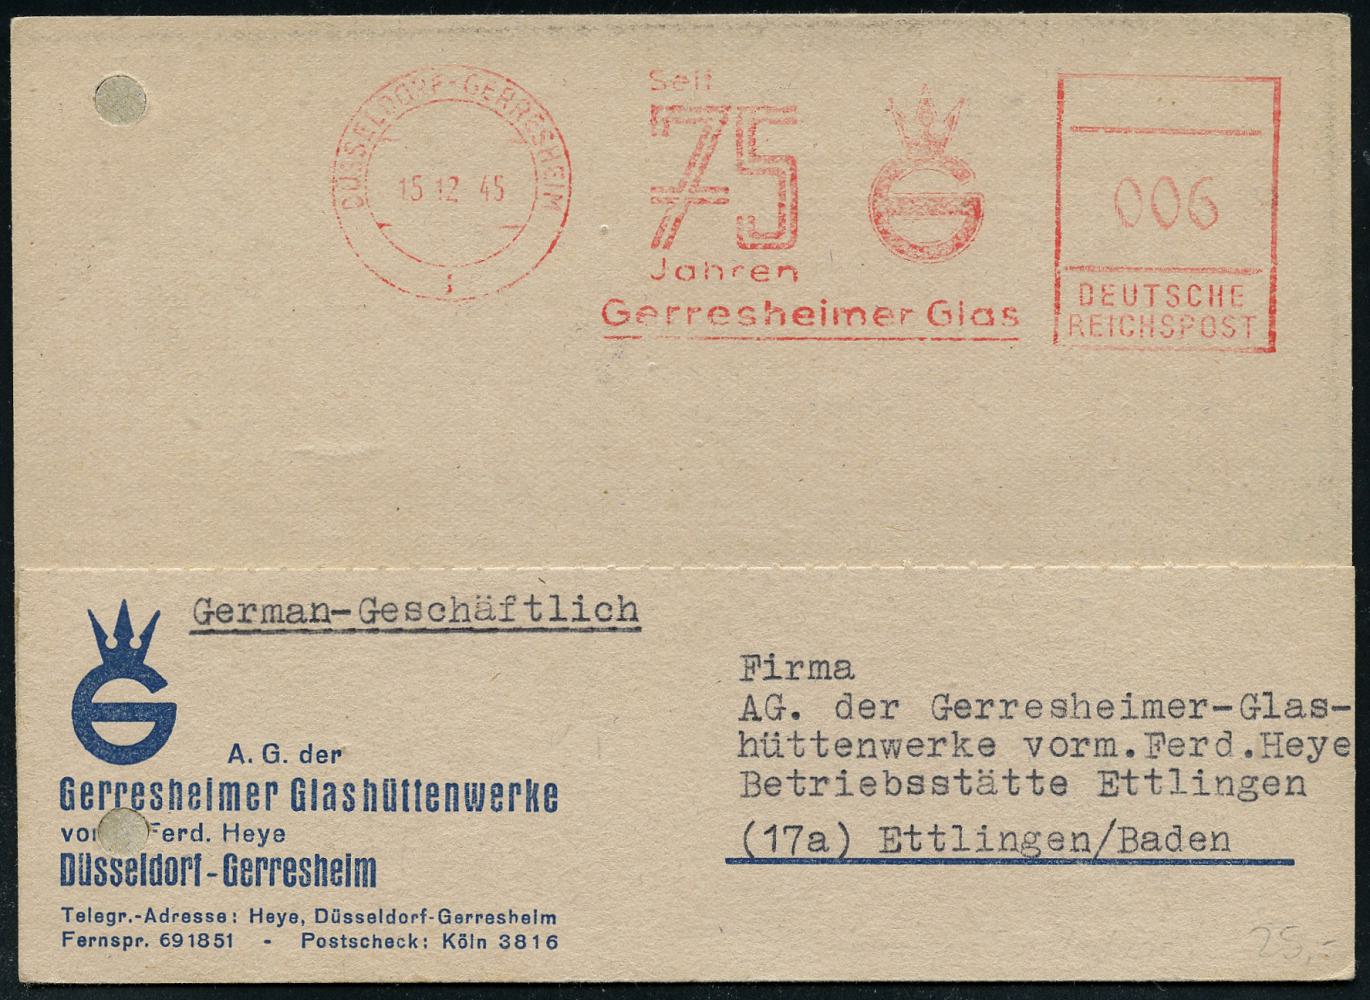 DÜSSELDORF-GERRESHEIM
15 12 45
Seit
75
Jahren
Gerresheimer Glas
006
DEUTSCHE
REICHSPOST
German-Geschäftlich
Firma
AG. der Gerresheimer-Glas-
hüttenwerke vorm.Ferd.Heye
Betriebsstätte Ettlingen
(17a) Ettlingen/Baden
G
A. G. der
Gerresheimer Glashüttenwerke
Ferd. Heye
Düsseldorf-Gerresheim
Telegr.-Adresse: Heye, Düsseldorf-Gerresheim
Fernspr. 691851 - Postscheck: Köln 3816
25,-